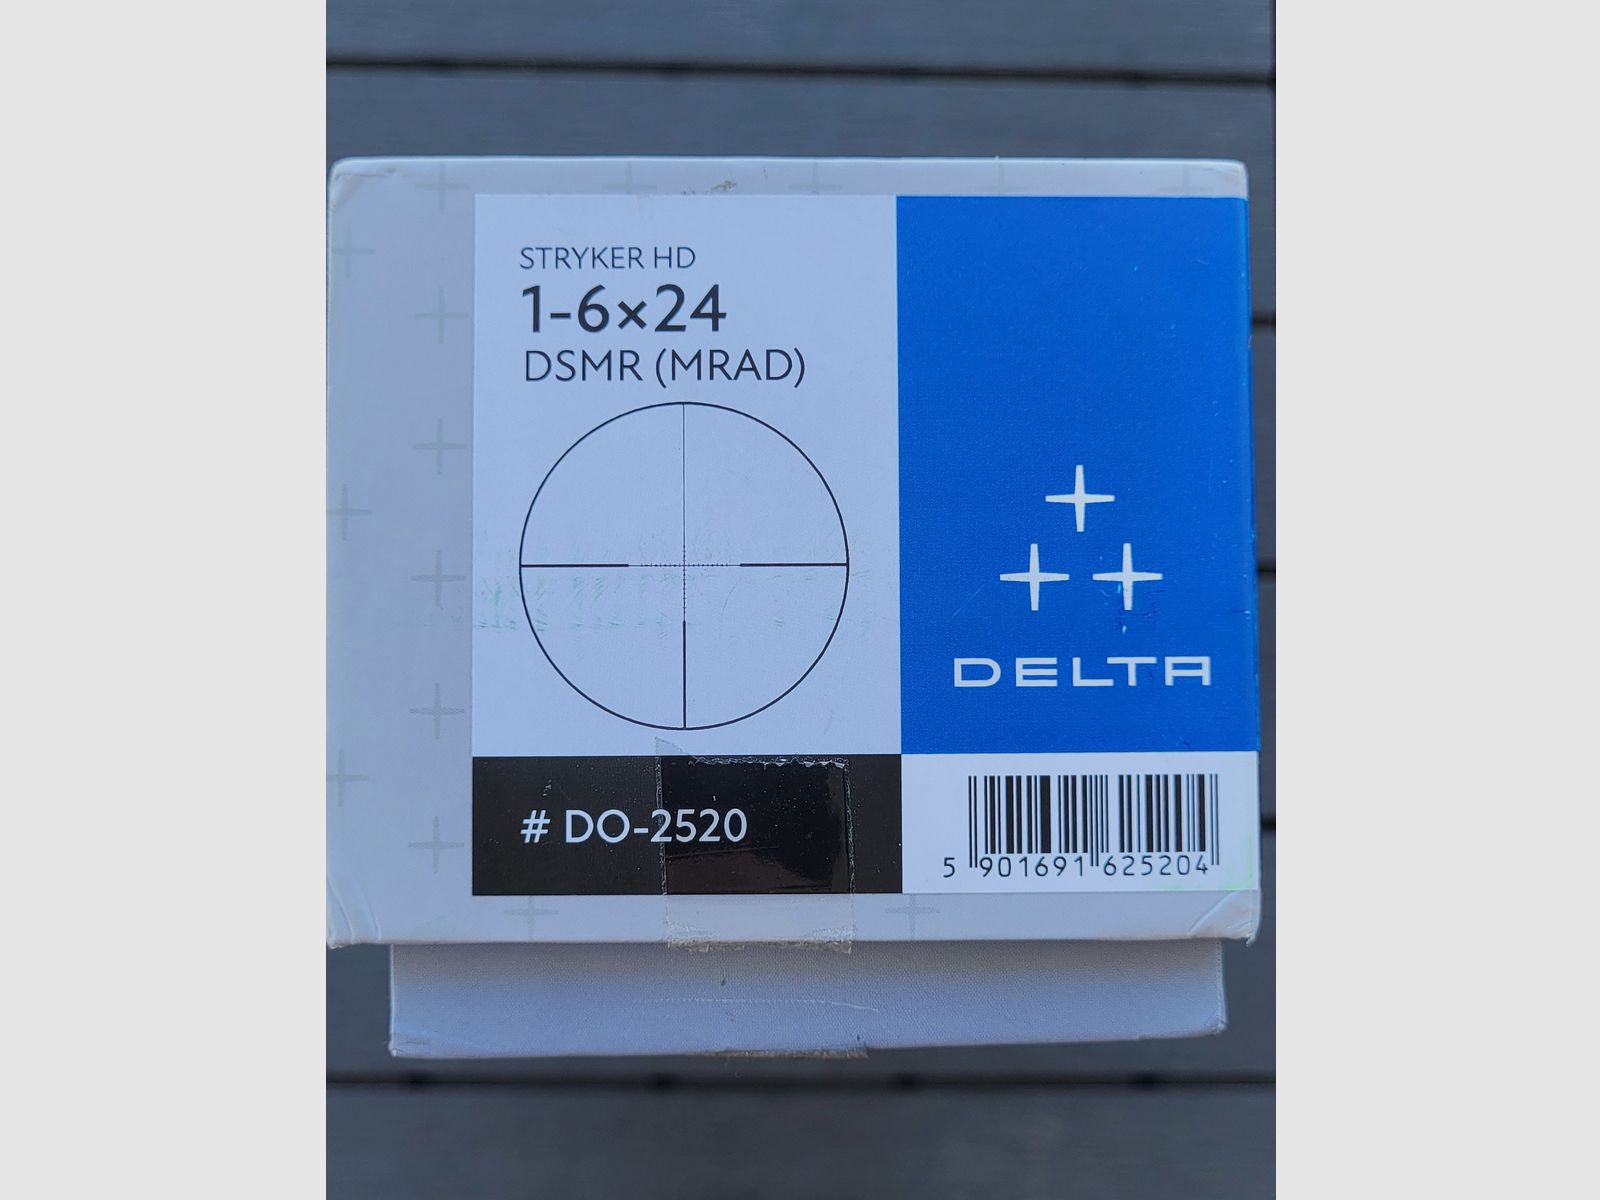 STRYKER HD
1-6×24
DSMR (MRAD)
DELTA
# DO-2520
5 901691 625204